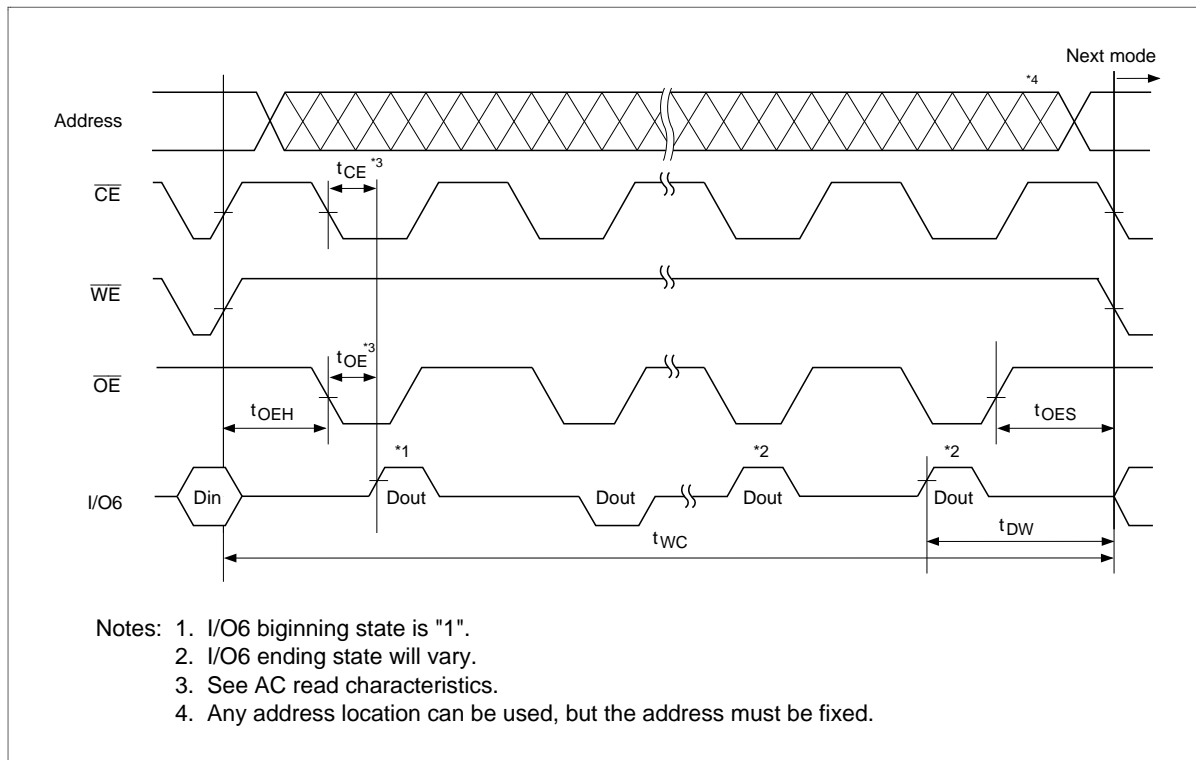 Next mode
*4
Address
tCE *3
CE
WE
tOE *3
OE
tOEH
tOES
*1
*2
*2
I/O6
Din
Dout
Dout
Dout
Dout
tWC
tDW
Notes: 1. I/O6 biginning state is "1".
2. I/O6 ending state will vary.
3. See AC read characteristics.
4. Any address location can be used, but the address must be fixed.